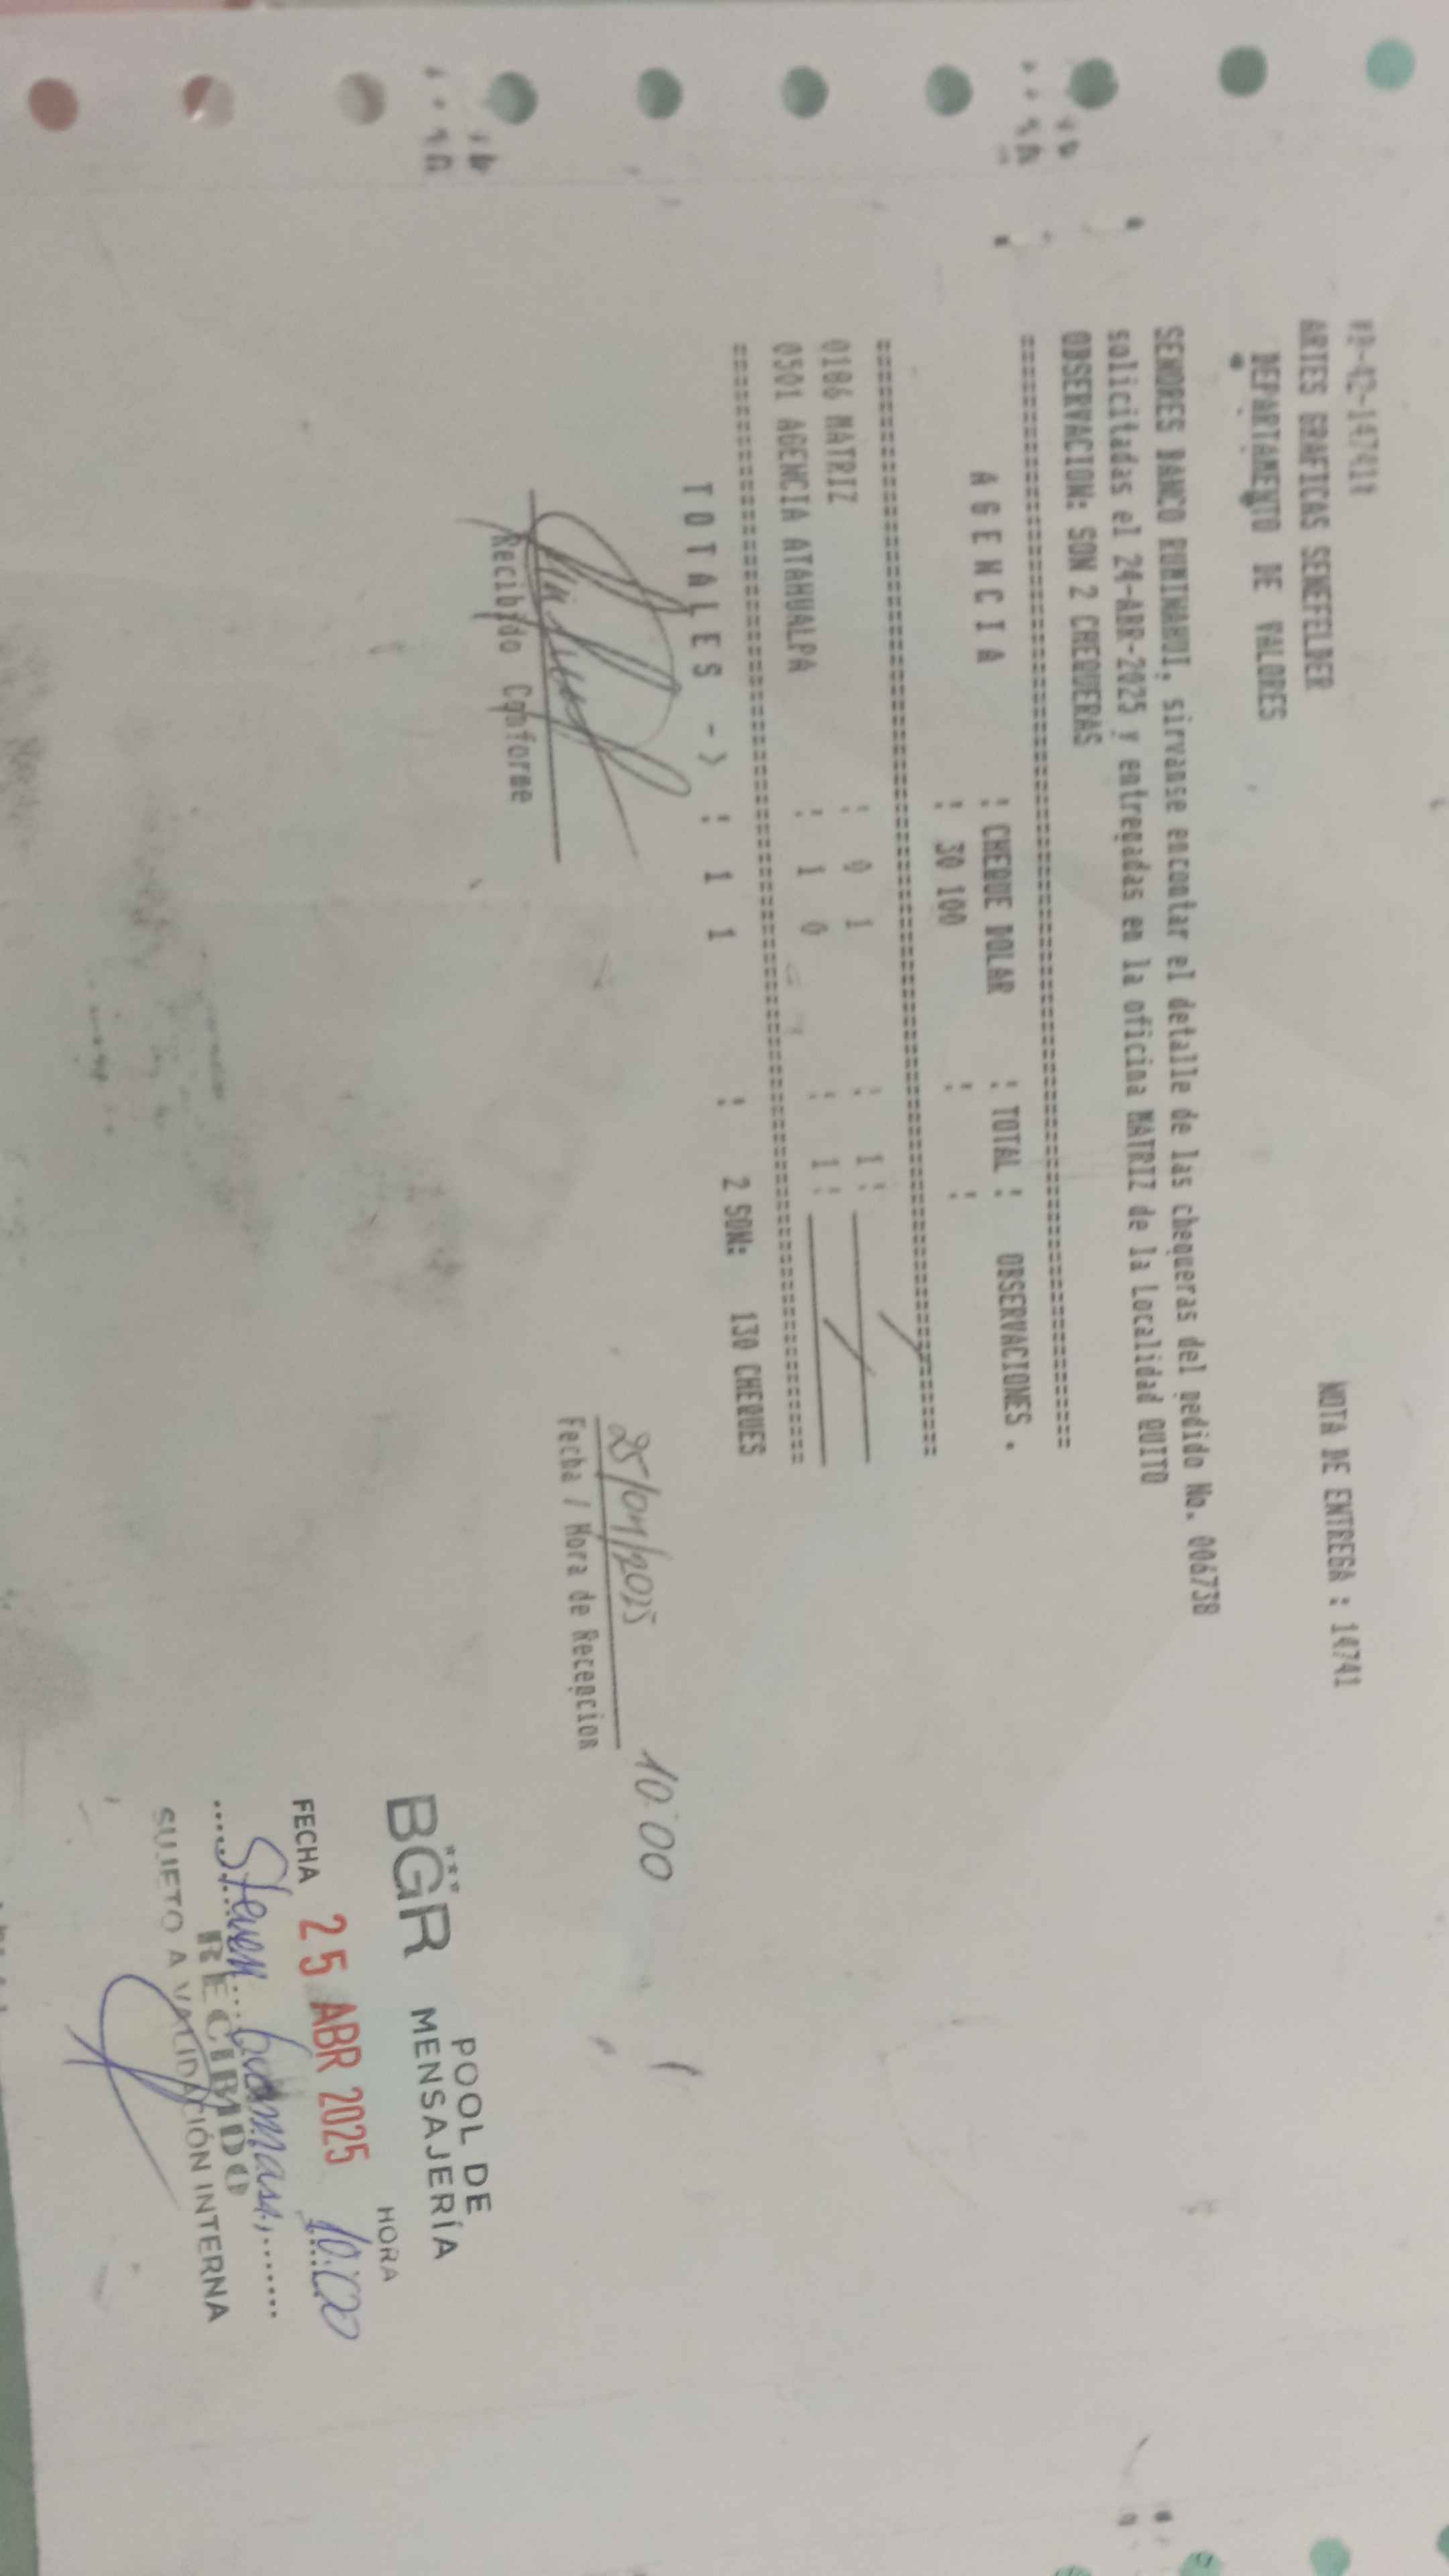 ARTES GRAFICAS SENEFELDER
NOTA DE ENTREGA : 14741
DEPARTAMENTO DE VALORES
SENORES BANCO RUMINAHUI, sirvanse encontar el detalle de las chequeras del pedido No. 006738
solicitadas el 24-ABR-2025 y entregadas en la oficina MATRIZ de la Localidad QUITO
OBSERVACION: SON 2 CHEQUERAS
A G E N C I A : CHEQUE DOLAR : TOTAL : OBSERVACIONES .
: 30 100 : :
0186 MATRIZ : 0 1 : 1 :
0501 AGENCIA ATAHUALPA : 1 0 : 1 :
T O T A L E S -> : 1 1 : 2 SON: 130 CHEQUES
25/04/2025 10:00
Recibido Conforme
Fecha / Hora de Recepcion
BGR POOL DE
MENSAJERÍA
FECHA 25 ABR 2025 HORA 10:00
Steven
RECIBIDO
SUJETO A VALIDACIÓN INTERNA